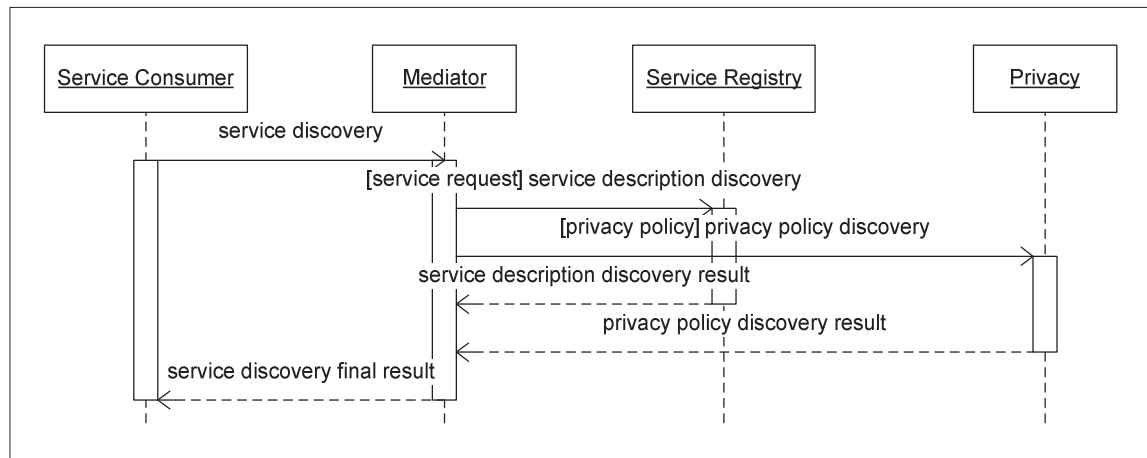 Service Consumer
Mediator
Service Registry
Privacy
service discovery
[service request] service description discovery
[privacy policy] privacy policy discovery
service description discovery result
privacy policy discovery result
service discovery final result